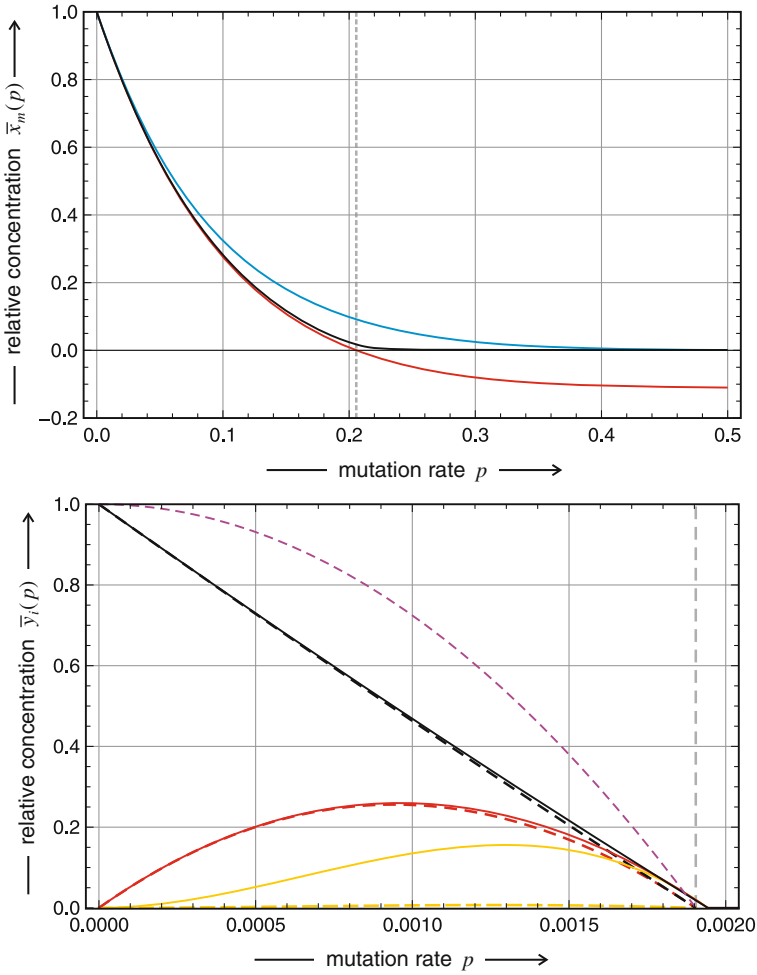 relative concentration x̄ₘ(p)
1.0
0.8
0.6
0.4
0.2
0.0
−0.2
0.0 0.1 0.2 0.3 0.4 0.5
mutation rate p
relative concentration ȳᵢ(p)
1.0
0.8
0.6
0.4
0.2
0.0
0.0000 0.0005 0.0010 0.0015 0.0020
mutation rate p